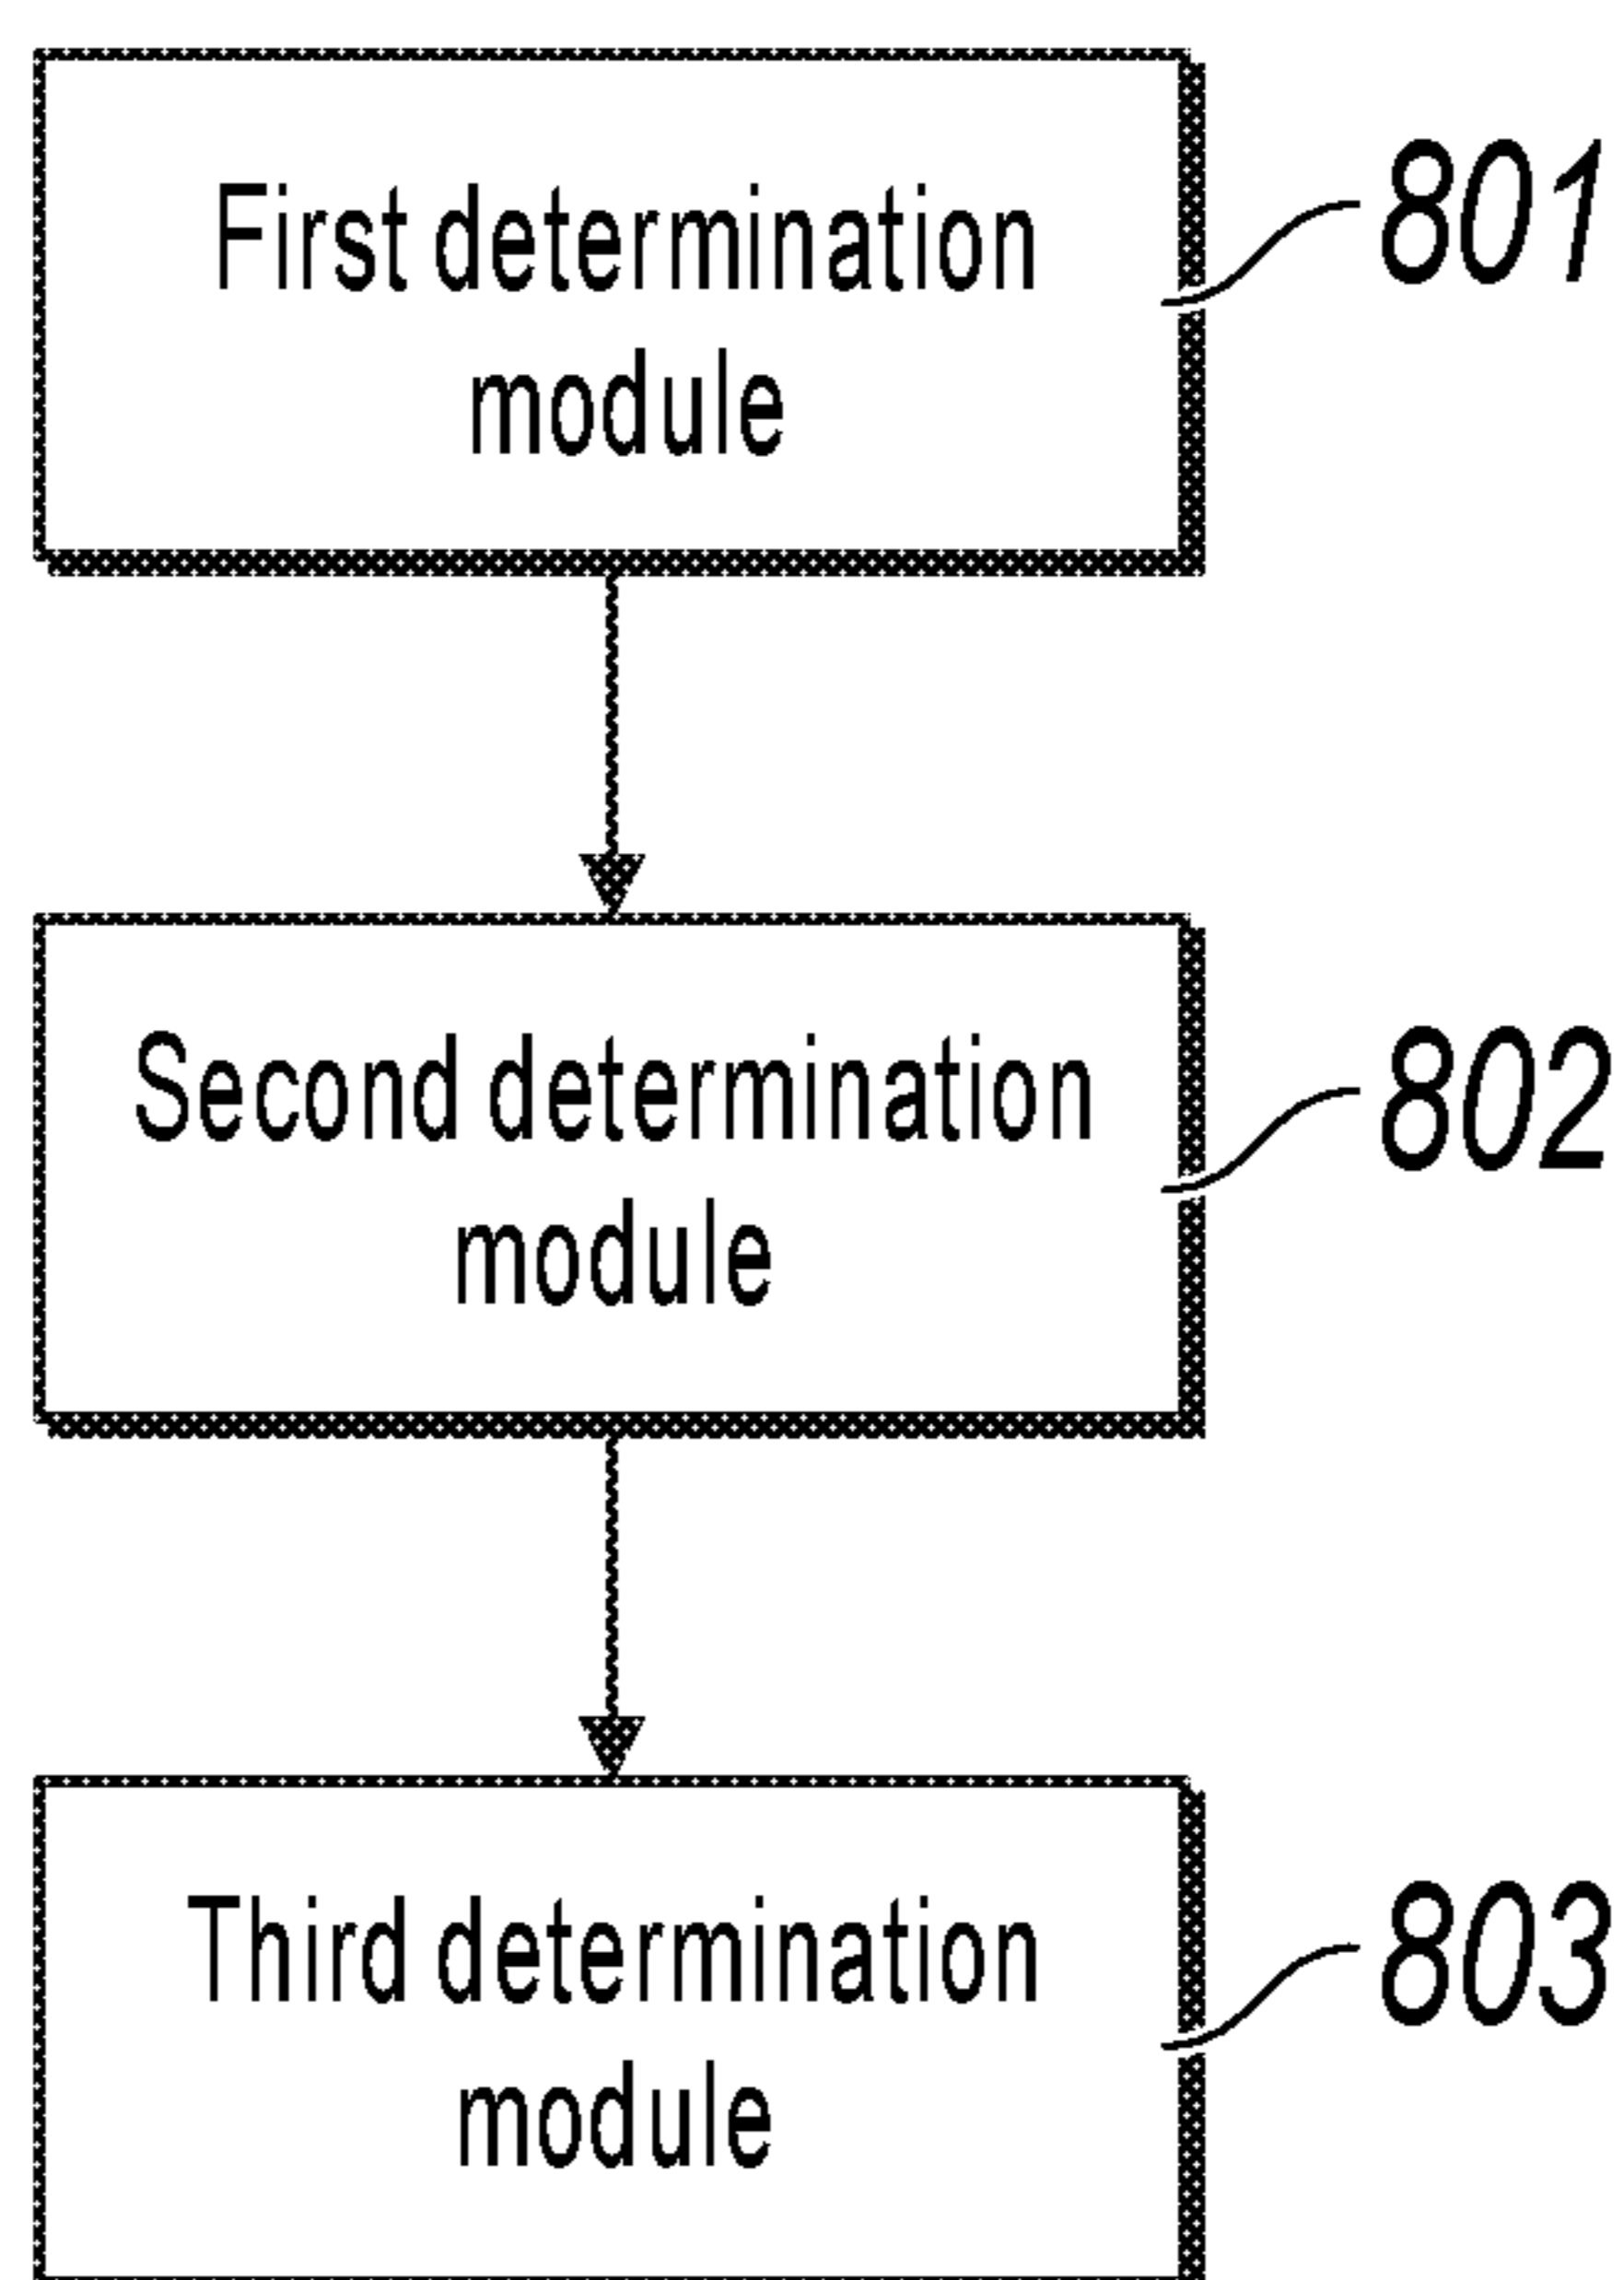 First determination
module
801
Second determination
module
802
Third determination
module
803